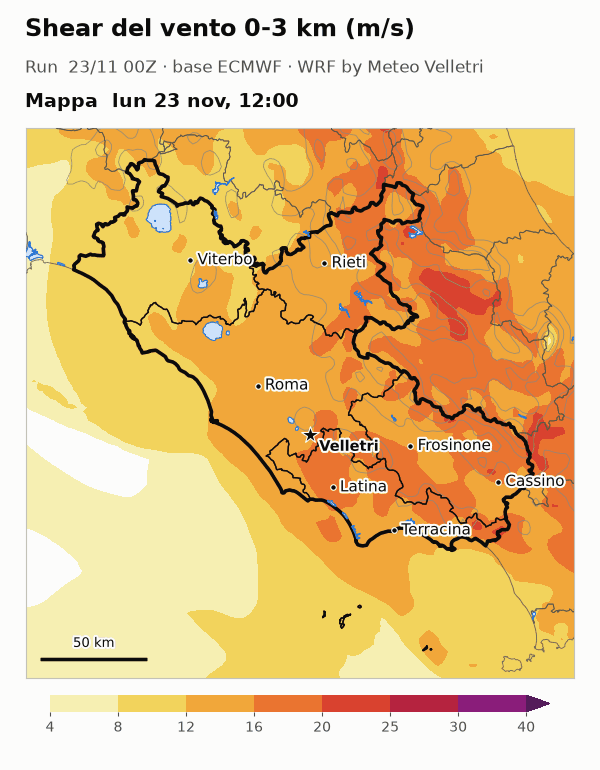 Shear del vento 0-3 km (m/s)
Run  23/11 00Z · base ECMWF · WRF by Meteo Velletri
Mappa  lun 23 nov, 12:00
Viterbo
Rieti
Roma
Velletri
Frosinone
Latina
Cassino
Terracina
50 km
4 8 12 16 20 25 30 40